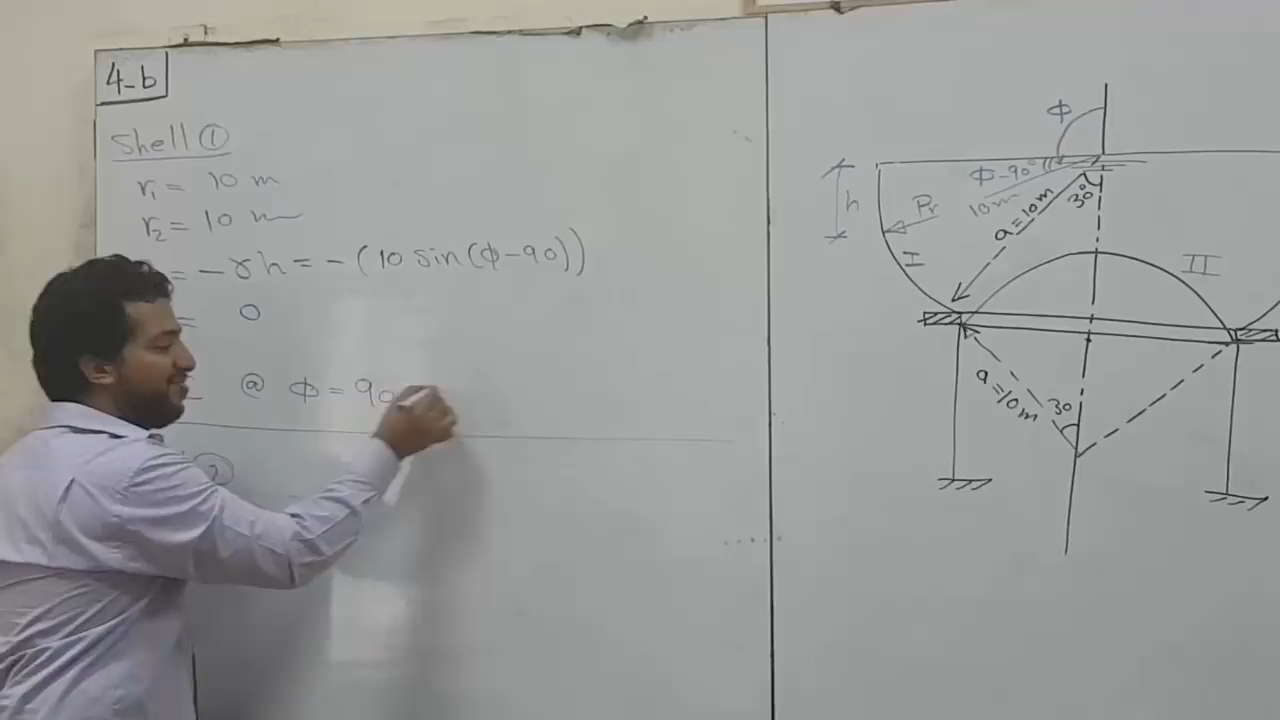 4-b
Shell ①
r₁ = 10 m
r₂ = 10 m
= -γh = -(10 sin(ϕ-90))
= 0
@ ϕ = 90
②
ϕ
ϕ-90°
10m
a=10m
30°
h
Pr
I
II
a=10m
30